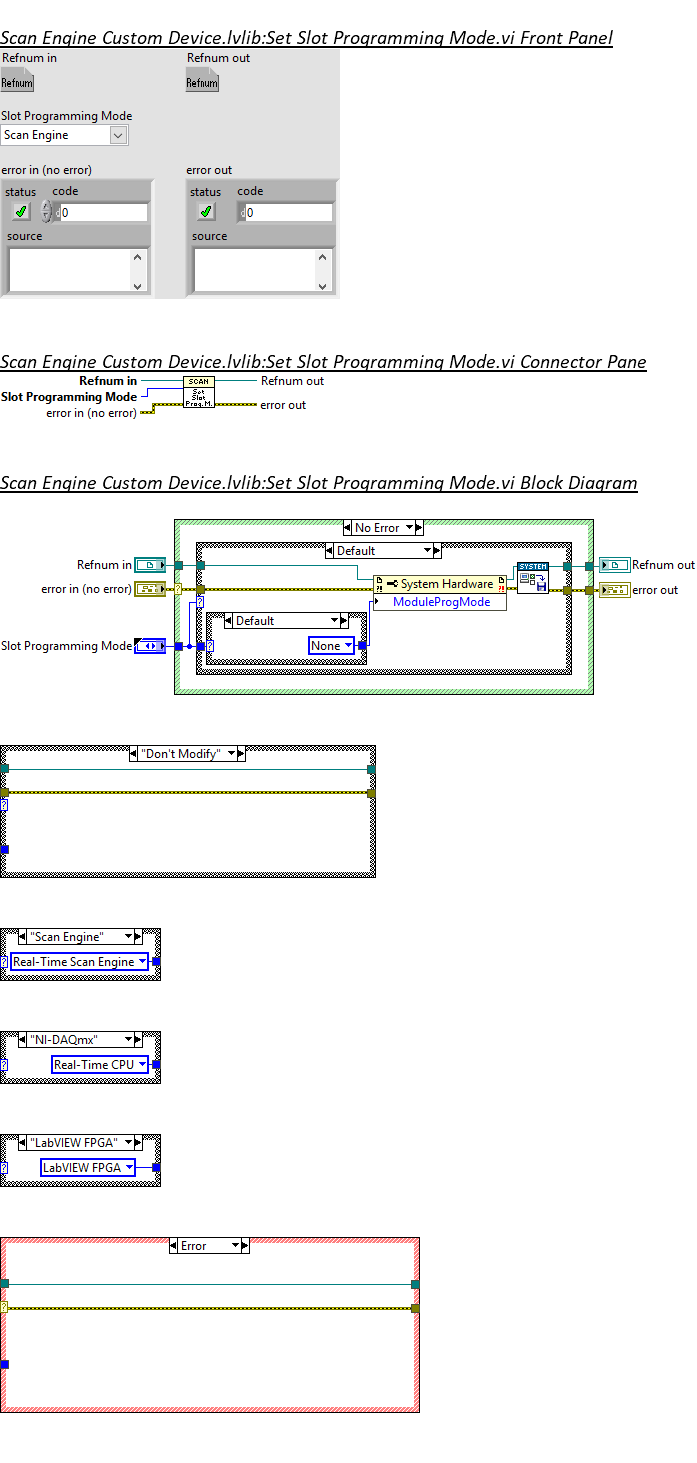 Scan Engine Custom Device.lvlib:Set Slot Programming Mode.vi Front Panel
Refnum in
Refnum out
Refnum
Refnum
Slot Programming Mode
Scan Engine
error in (no error)
error out
status code
status code
0
0
source
source
Scan Engine Custom Device.lvlib:Set Slot Programming Mode.vi Connector Pane
Refnum in
SCAN
Refnum out
Slot Programming Mode
Set
Slot
Prog.M.
error in (no error)
error out
Scan Engine Custom Device.lvlib:Set Slot Programming Mode.vi Block Diagram
No Error
Default
Refnum in
SYSTEM
Refnum out
error in (no error)
System Hardware
error out
ModuleProgMode
Default
Slot Programming Mode
None
"Don't Modify"
"Scan Engine"
Real-Time Scan Engine
"NI-DAQmx"
Real-Time CPU
"LabVIEW FPGA"
LabVIEW FPGA
Error